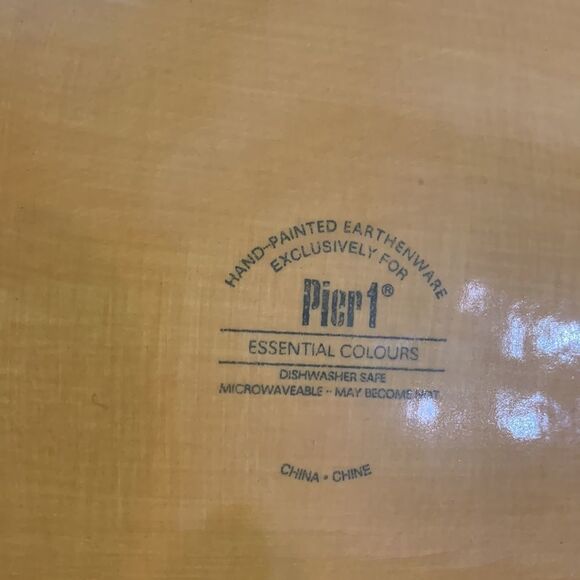 HAND-PAINTED EARTHENWARE
EXCLUSIVELY FOR
Pier1®
ESSENTIAL COLOURS
DISHWASHER SAFE
MICROWAVEABLE - MAY BECOME HOT
CHINA • CHINE